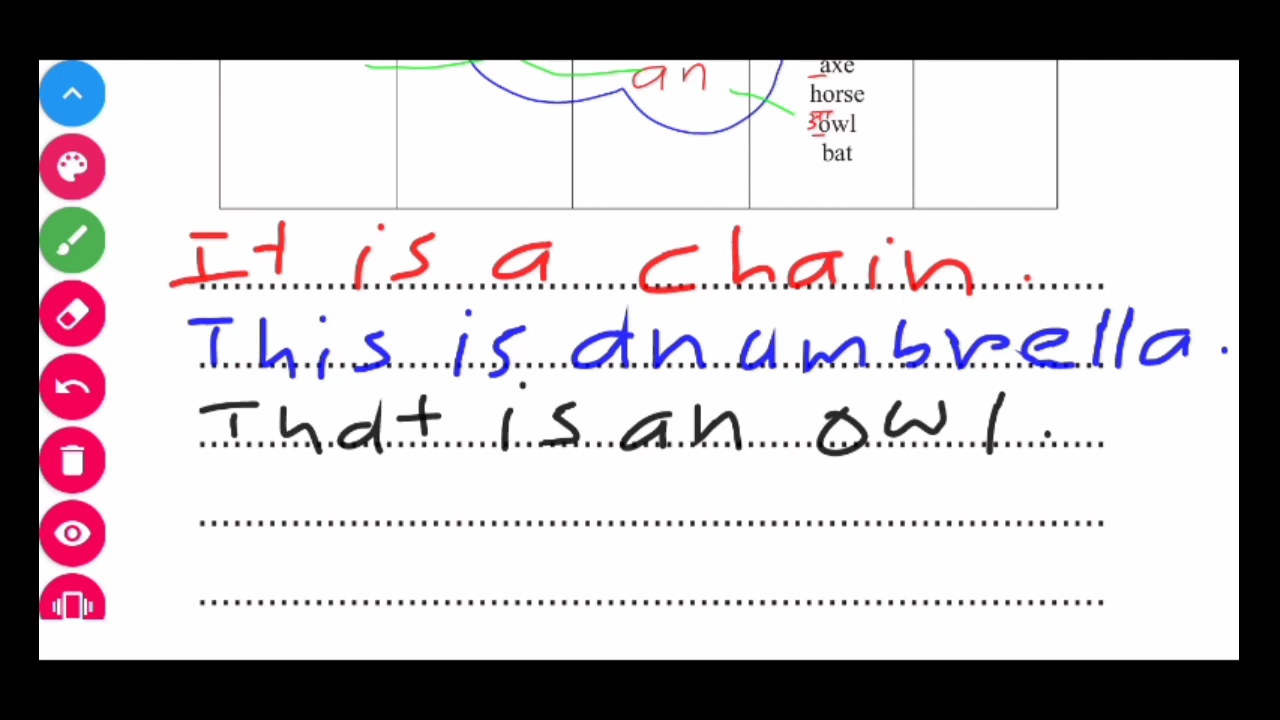 an
axe
horse
owl
bat
It is a chain.
This is an umbrella.
That is an owl.